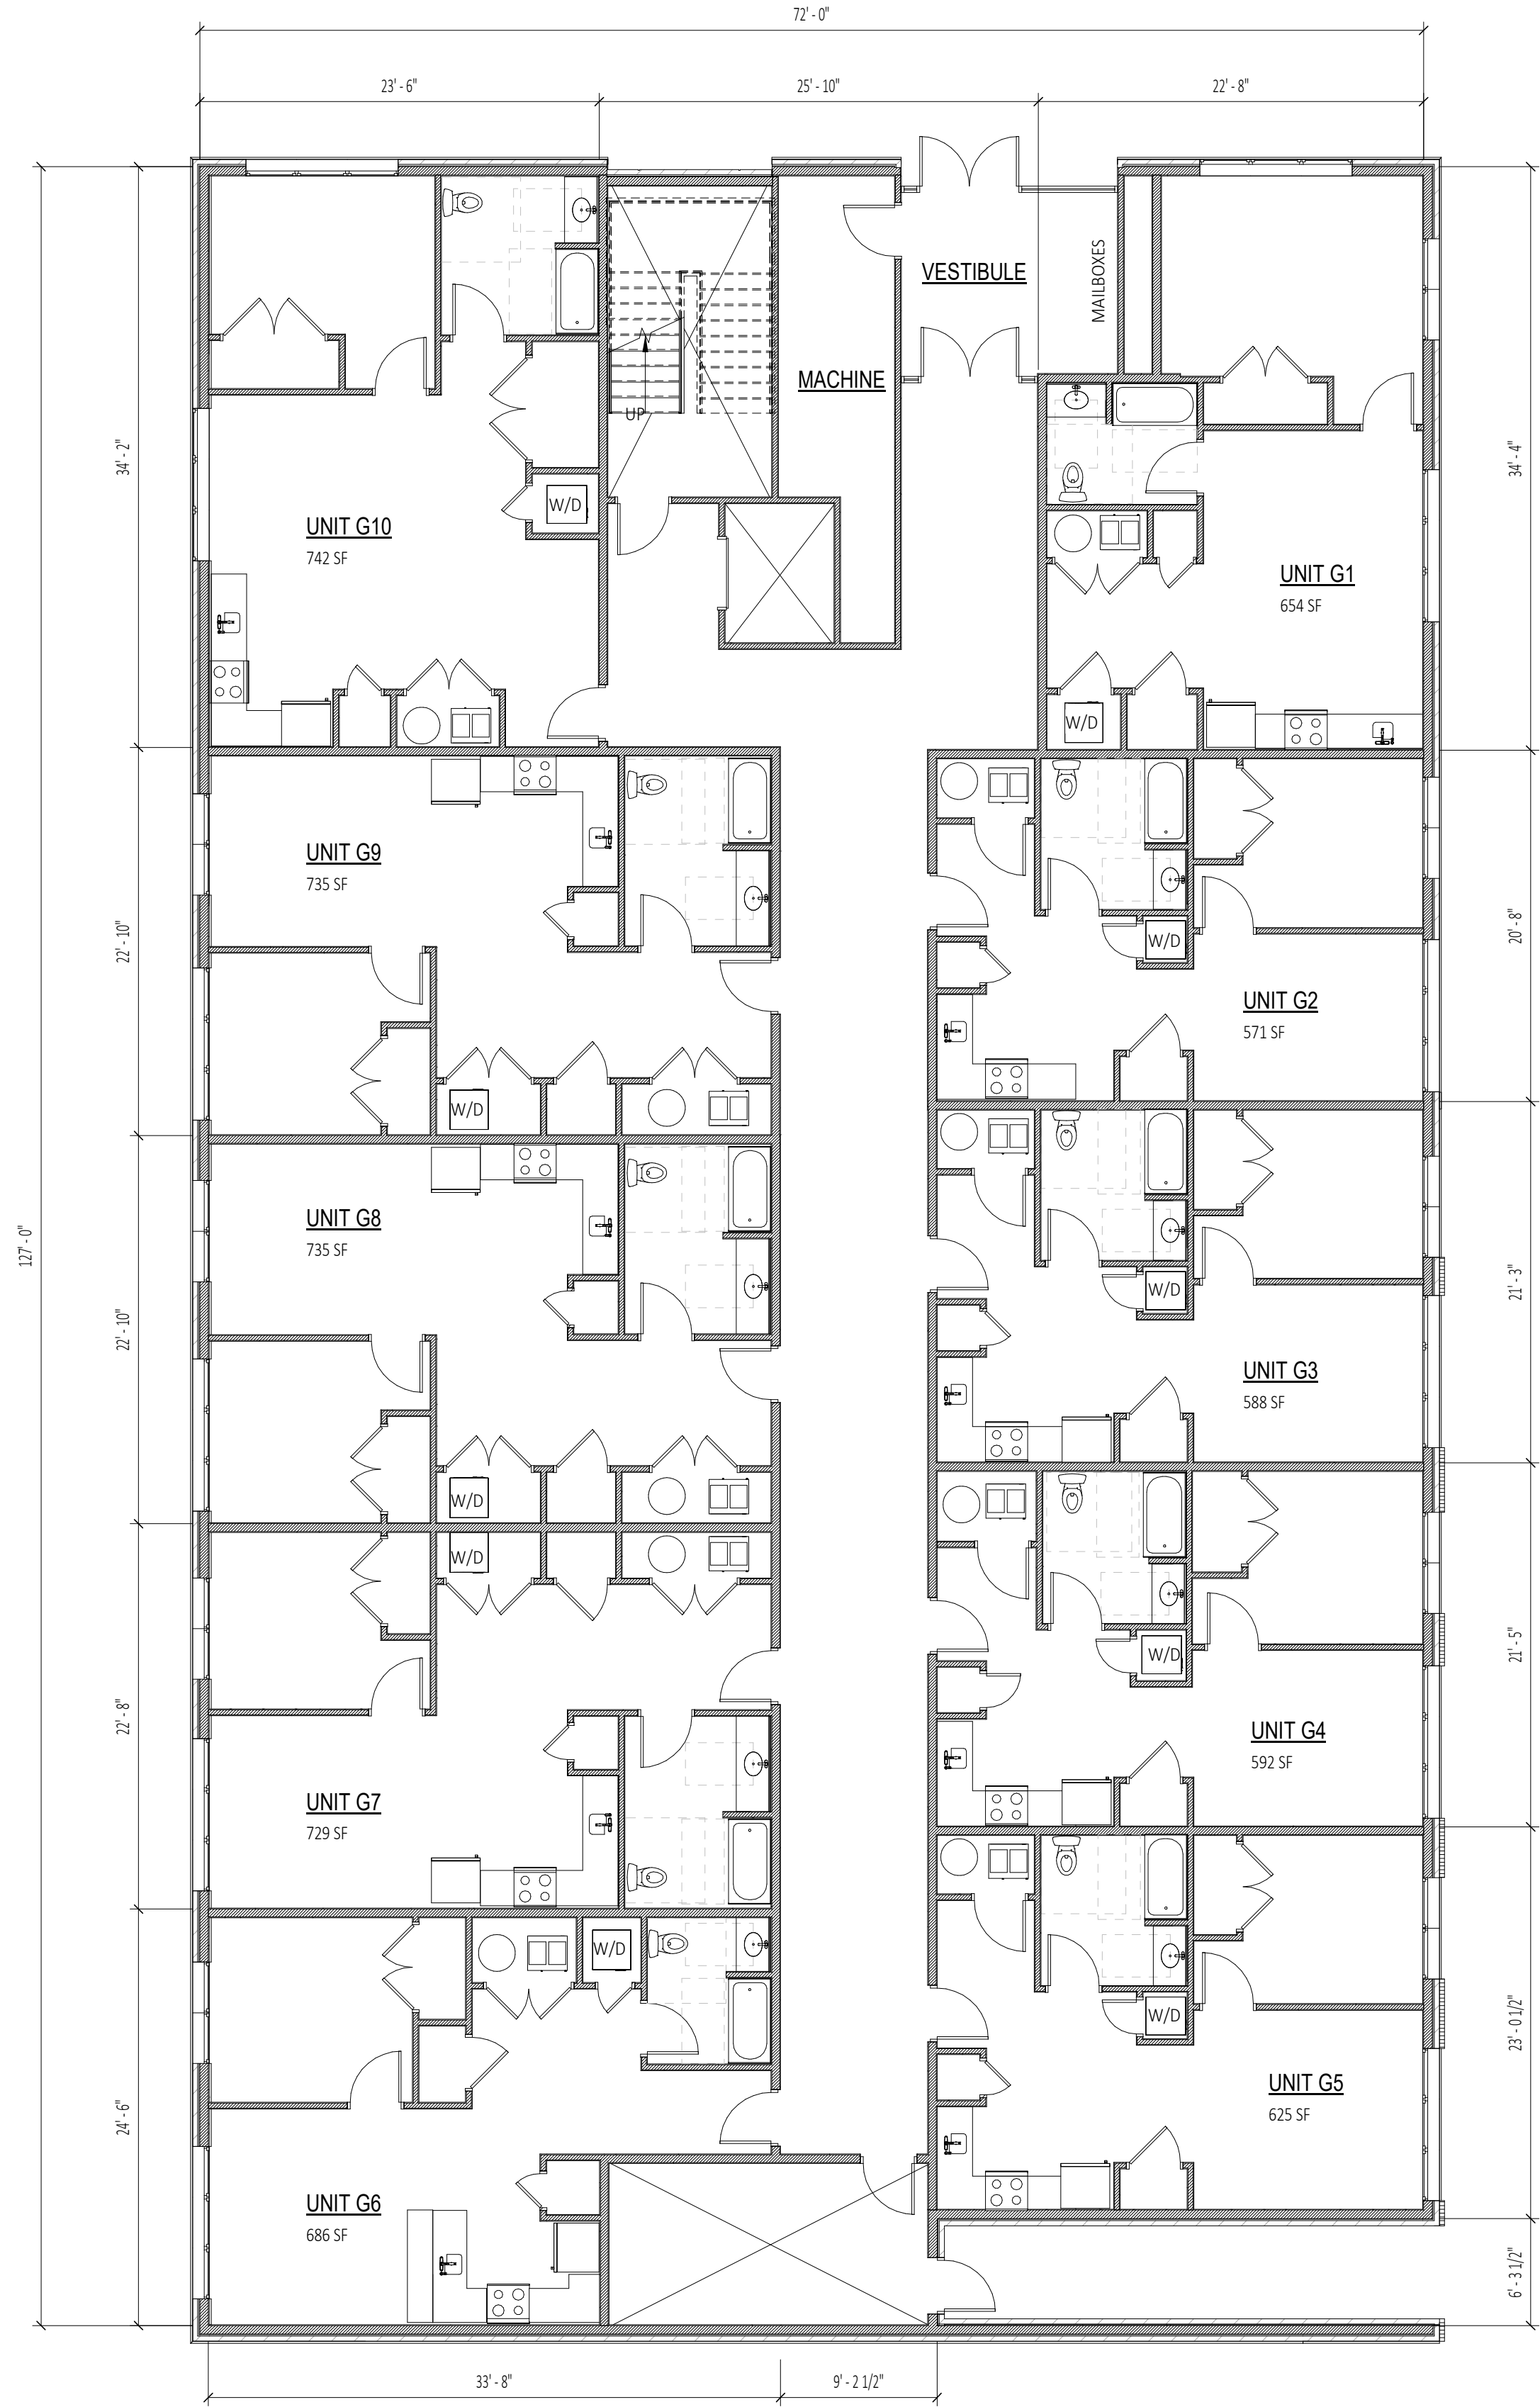 72' - 0"
23' - 6"
25' - 10"
22' - 8"
VESTIBULE
MAILBOXES
MACHINE
UP
34' - 2"
34' - 4"
W/D
UNIT G10
742 SF
UNIT G1
654 SF
W/D
UNIT G9
735 SF
22' - 10"
W/D
20' - 8"
UNIT G2
571 SF
W/D
UNIT G8
735 SF
127' - 0"
22' - 10"
W/D
21' - 3"
UNIT G3
588 SF
W/D
W/D
21' - 5"
W/D
22' - 8"
UNIT G4
592 SF
UNIT G7
729 SF
W/D
W/D
23' - 0 1/2"
UNIT G5
625 SF
24' - 6"
UNIT G6
686 SF
6' - 3 1/2"
33' - 8"
9' - 2 1/2"